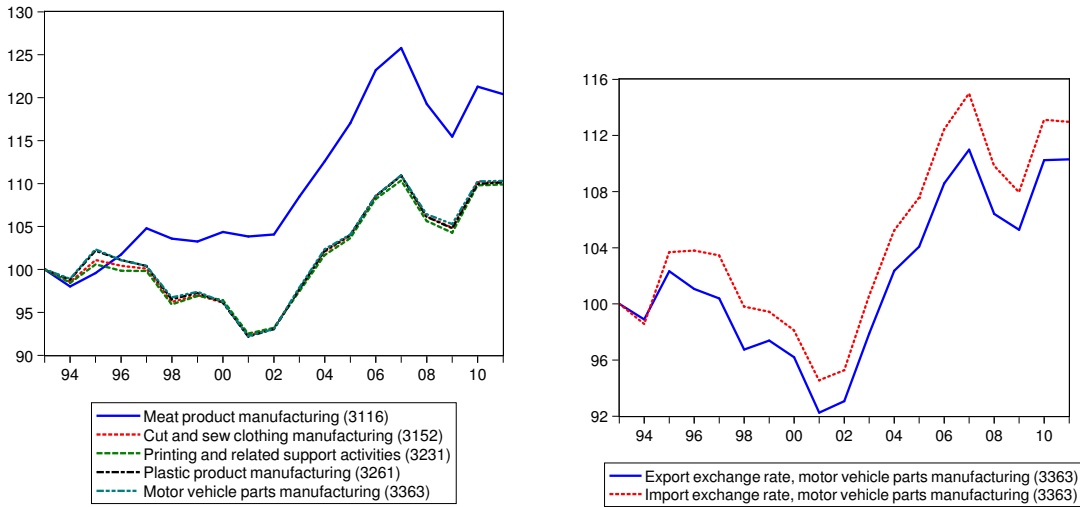 130
125
120
115
110
105
100
95
90
94 96 98 00 02 04 06 08 10
Meat product manufacturing (3116)
Cut and sew clothing manufacturing (3152)
Printing and related support activities (3231)
Plastic product manufacturing (3261)
Motor vehicle parts manufacturing (3363)
116
112
108
104
100
96
92
94 96 98 00 02 04 06 08 10
Export exchange rate, motor vehicle parts manufacturing (3363)
Import exchange rate, motor vehicle parts manufacturing (3363)